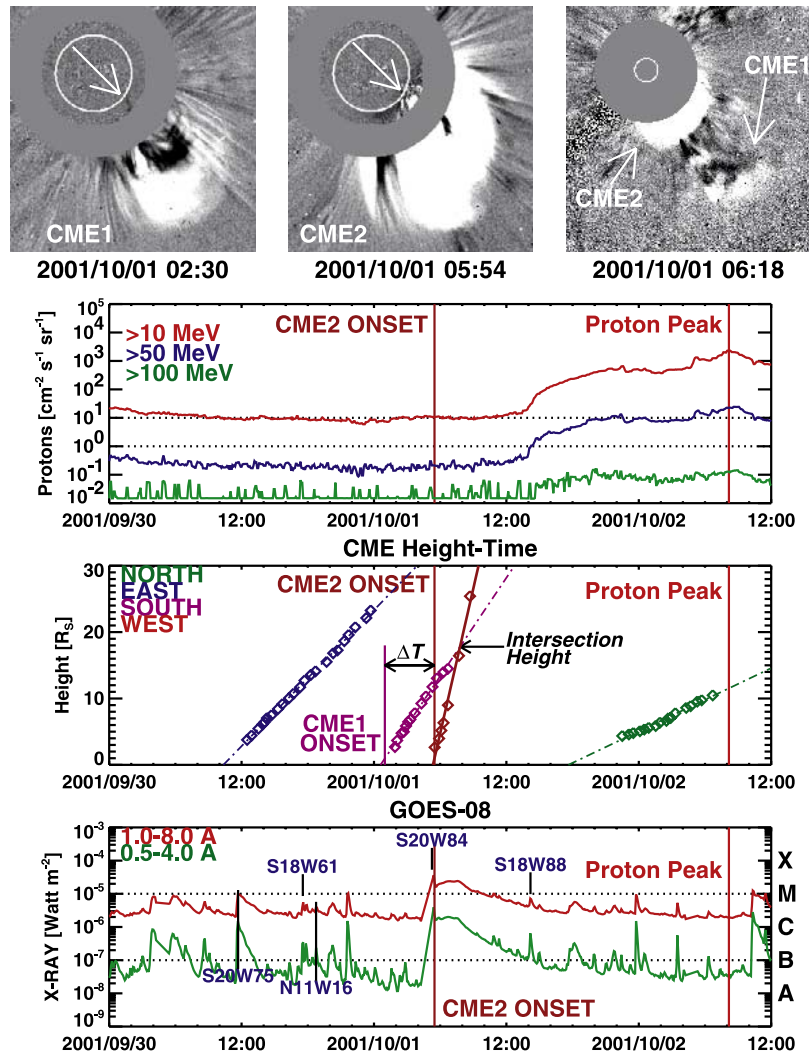 CME1
CME2
CME1
CME2
2001/10/01 02:30
2001/10/01 05:54
2001/10/01 06:18
Protons [cm⁻² s⁻¹ sr⁻¹]
10⁵
10⁴
10³
10²
10¹
10⁰
10⁻¹
10⁻²
>10 MeV
>50 MeV
>100 MeV
CME2 ONSET
Proton Peak
2001/09/30
12:00
2001/10/01
12:00
2001/10/02
12:00
CME Height-Time
Height [R_S]
30
20
10
0
NORTH
EAST
SOUTH
WEST
CME2 ONSET
Proton Peak
ΔT
Intersection
Height
CME1
ONSET
2001/09/30
12:00
2001/10/01
12:00
2001/10/02
12:00
GOES-08
X-RAY [Watt m⁻²]
10⁻³
10⁻⁴
10⁻⁵
10⁻⁶
10⁻⁷
10⁻⁸
10⁻⁹
1.0-8.0 A
0.5-4.0 A
S18W61
S20W84
S18W88
Proton Peak
S20W75
N11W16
CME2 ONSET
X
M
C
B
A
2001/09/30
12:00
2001/10/01
12:00
2001/10/02
12:00